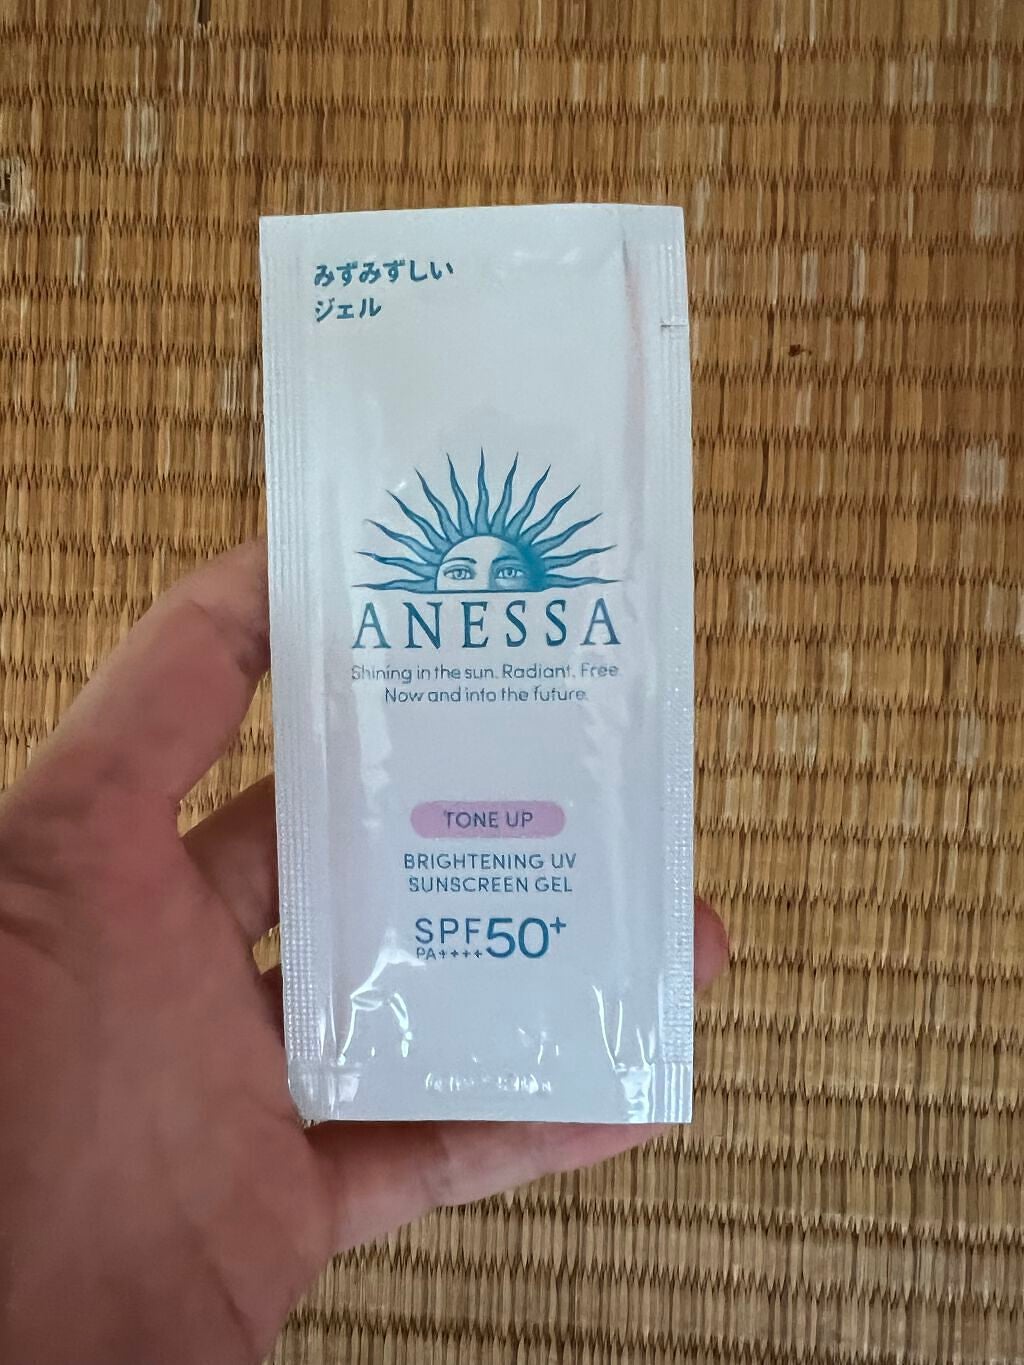 みずみずしい
ジェル
ANESSA
Shining in the sun. Radiant. Free
Now and into the future.
TONE UP
BRIGHTENING UV
SUNSCREEN GEL
SPF50+
PA++++